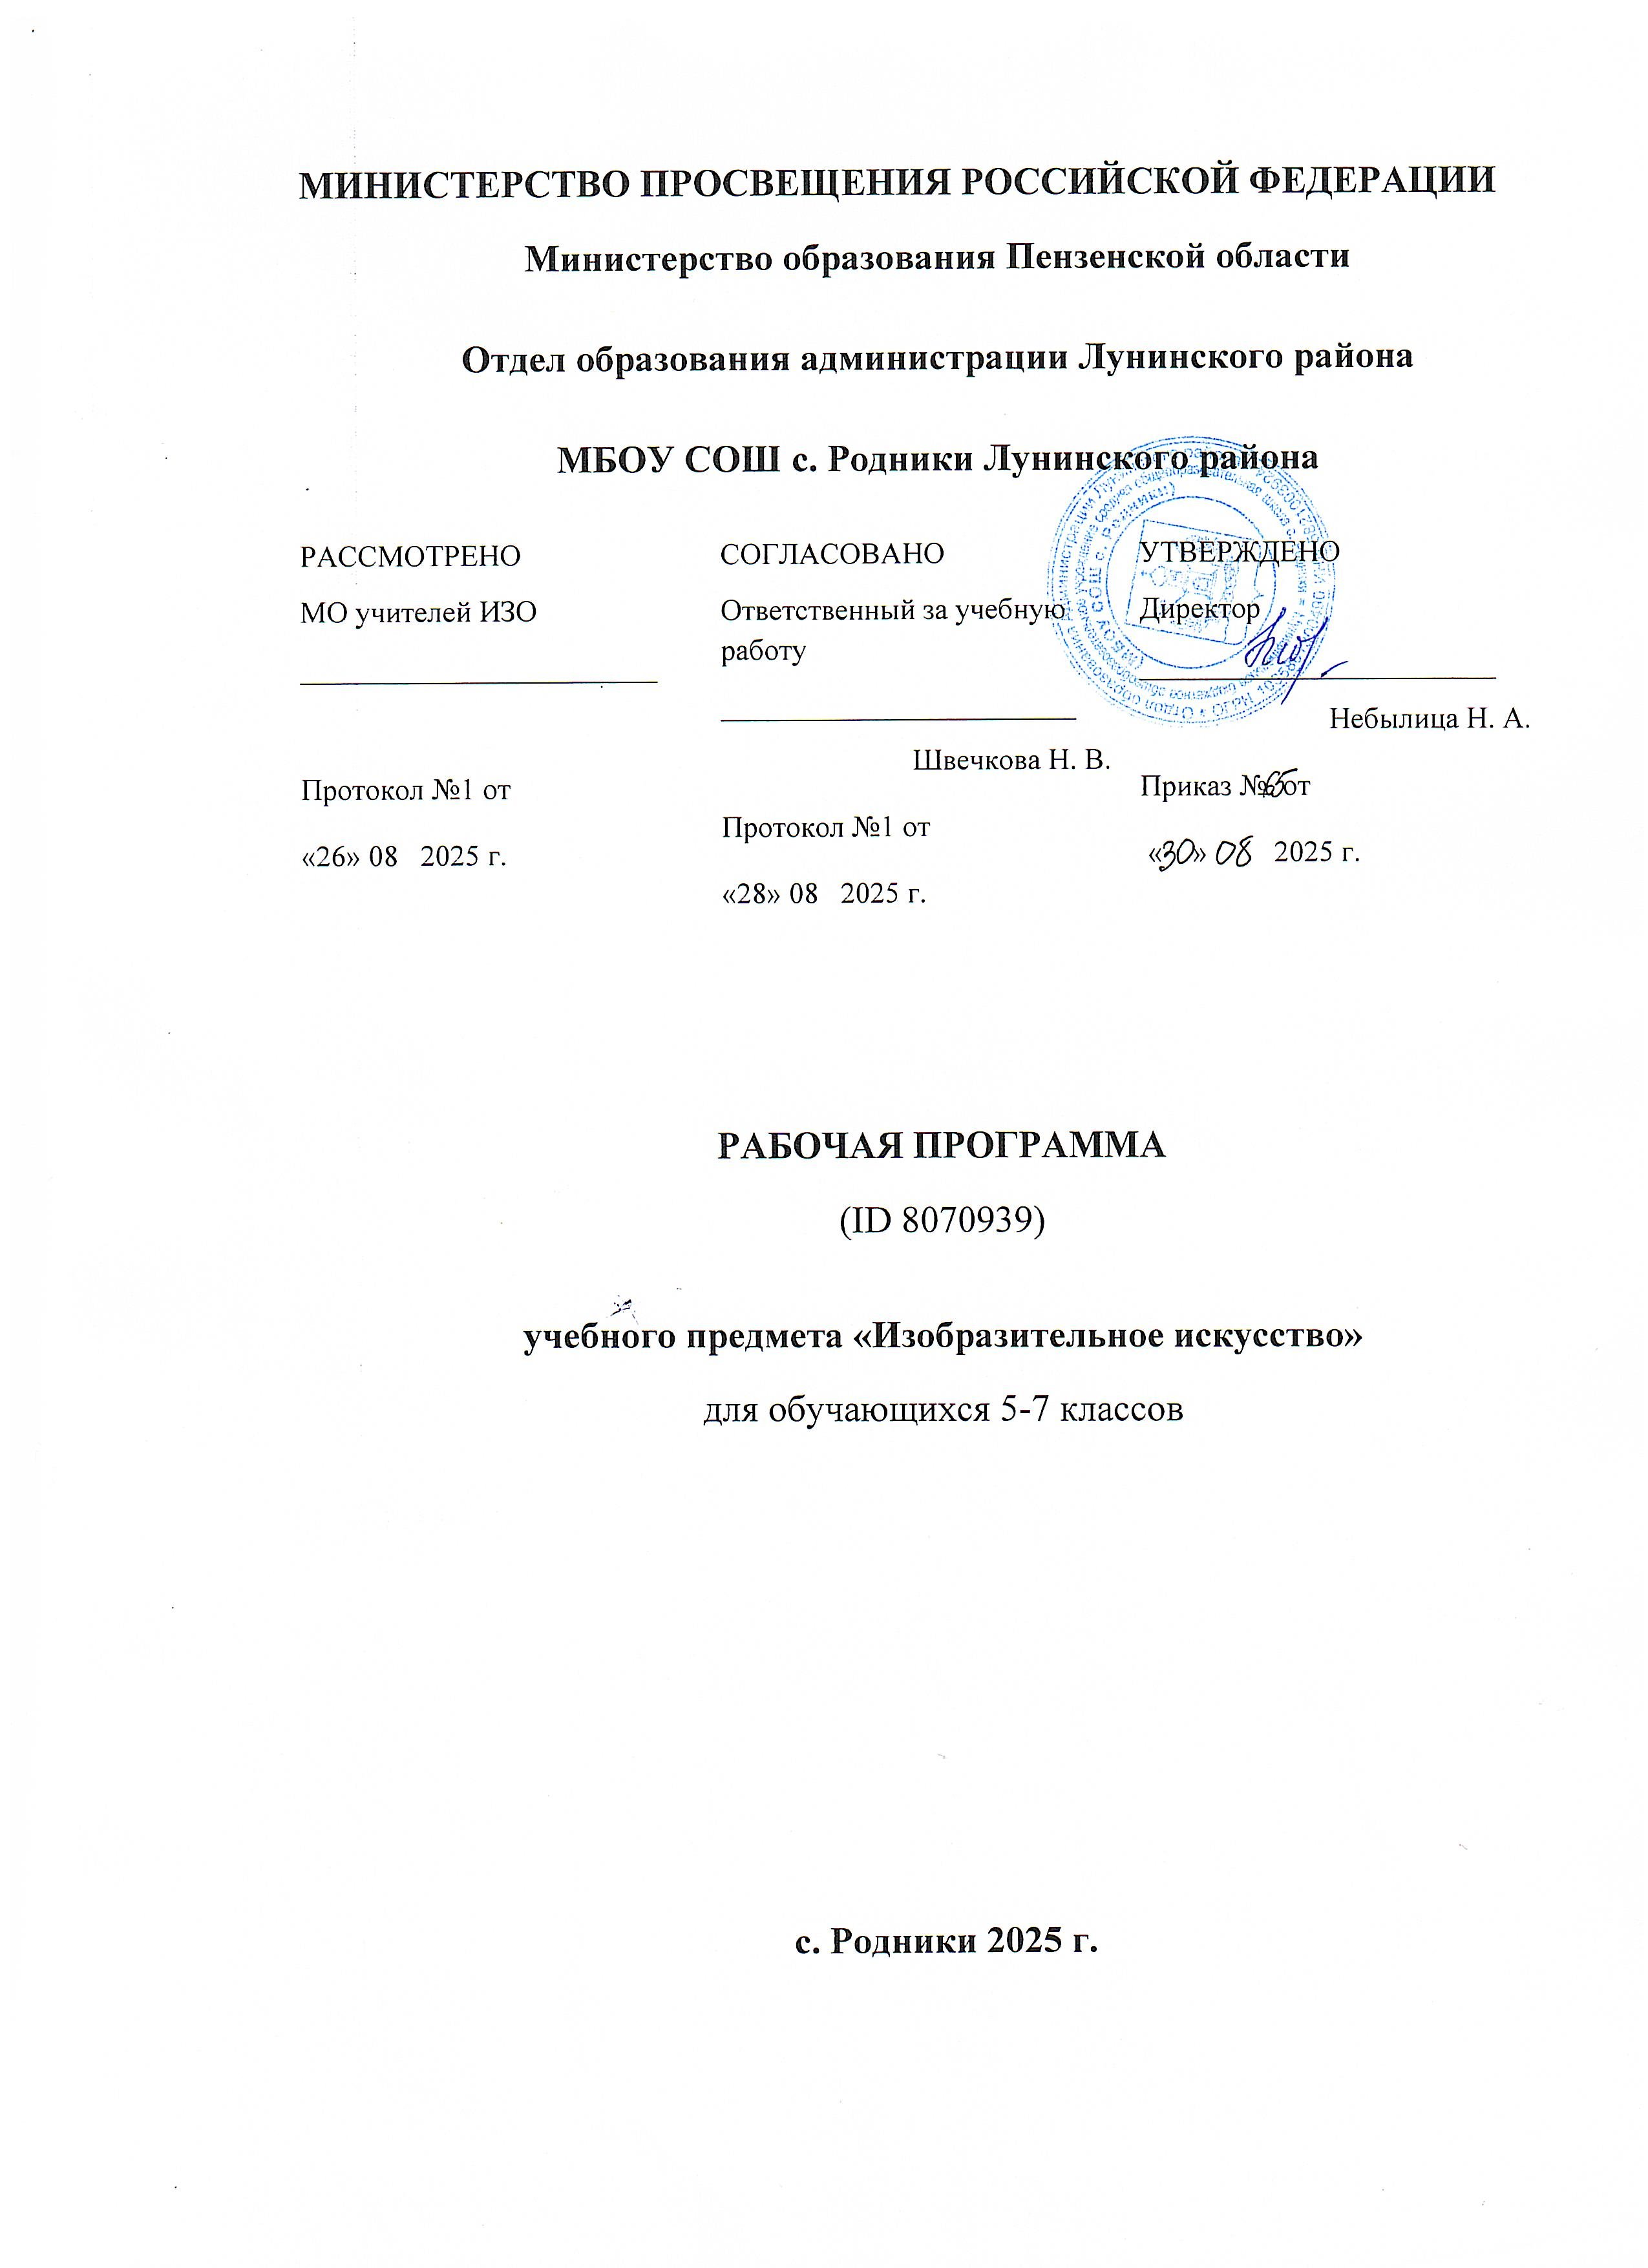 МИНИСТЕРСТВО ПРОСВЕЩЕНИЯ РОССИЙСКОЙ ФЕДЕРАЦИИ
Министерство образования Пензенской области
Отдел образования администрации Лунинского района
МБОУ СОШ с. Родники Лунинского района
РАССМОТРЕНО
МО учителей ИЗО
Протокол №1 от
«26» 08 2025 г.
СОГЛАСОВАНО
Ответственный за учебную
работу
Швечкова Н. В.
Протокол №1 от
«28» 08 2025 г.
УТВЕРЖДЕНО
Директор
Небылица Н. А.
Приказ №65 от
«30» 08 2025 г.
РАБОЧАЯ ПРОГРАММА
(ID 8070939)
учебного предмета «Изобразительное искусство»
для обучающихся 5-7 классов
с. Родники 2025 г.